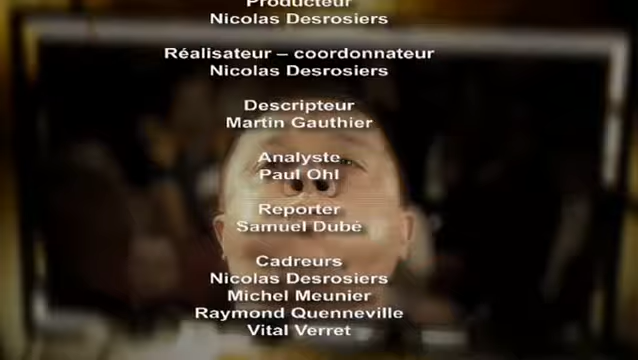 Producteur
Nicolas Desrosiers
Réalisateur – coordonnateur
Nicolas Desrosiers
Descripteur
Martin Gauthier
Analyste
Paul Ohl
Reporter
Samuel Dubé
Cadreurs
Nicolas Desrosiers
Michel Meunier
Raymond Quenneville
Vital Verret